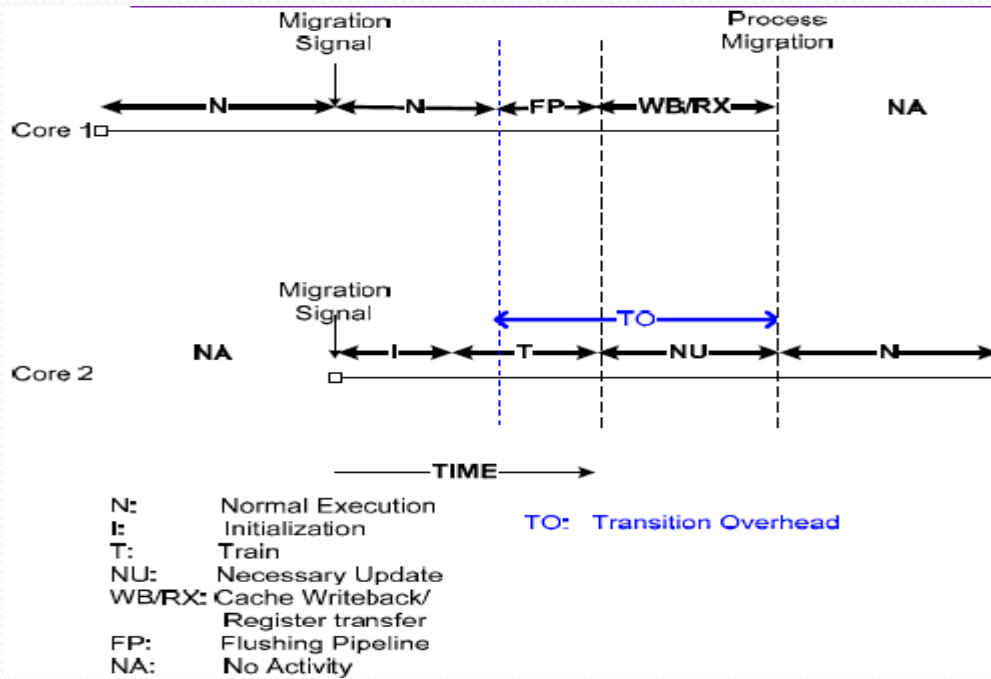 Migration
Signal
Process
Migration
N
N
FP
WB/RX
NA
Core 1
Migration
Signal
TO
NA
I
T
NU
N
Core 2
TIME
N: Normal Execution
I: Initialization
T: Train
NU: Necessary Update
WB/RX: Cache Writeback/
Register transfer
FP: Flushing Pipeline
NA: No Activity
TO: Transition Overhead